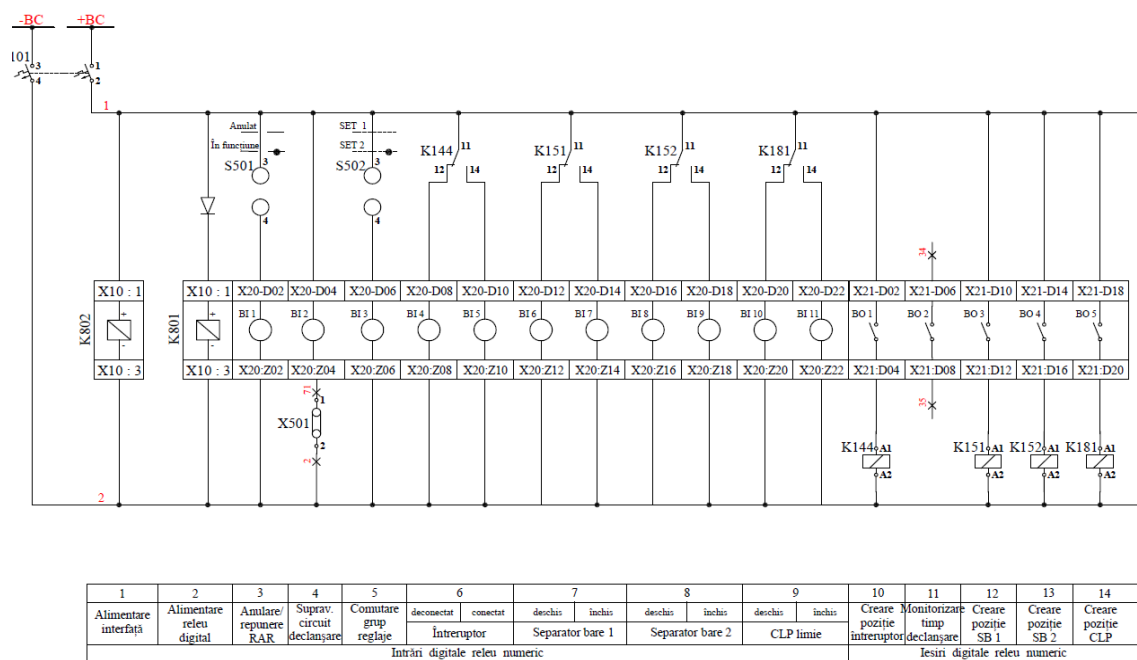 -BC +BC
101 3 1
4 2
1
Anulat SET 1
În funcțiune SET 2
S501 3 S502 3 K144 11 K151 11 K152 11 K181 11
12 14 12 14 12 14 12 14
4 4
34
X10 : 1 X10 : 1 X20-D02 X20-D04 X20-D06 X20-D08 X20-D10 X20-D12 X20-D14 X20-D16 X20-D18 X20-D20 X20-D22 X21-D02 X21-D06 X21-D10 X21-D14 X21-D18
K802 + - K801 + - BI 1 BI 2 BI 3 BI 4 BI 5 BI 6 BI 7 BI 8 BI 9 BI 10 BI 11 BO 1 BO 2 BO 3 BO 4 BO 5
X10 : 3 X10 : 3 X20:Z02 X20:Z04 X20:Z06 X20:Z08 X20:Z10 X20:Z12 X20:Z14 X20:Z16 X20:Z18 X20:Z20 X20:Z22 X21:D04 X21:D08 X21:D12 X21:D16 X21:D20
71 35
1
X501
2
2
K144 A1 K151 A1 K152 A1 K181 A1
A2 A2 A2 A2
2
1 2 3 4 5 6 7 8 9 10 11 12 13 14
Alimentare interfață
Alimentare releu digital
Anulare/ repunere RAR
Suprav. circuit declanșare
Comutare grup reglaje
deconectat conectat
Întreruptor
deschis închis
Separator bare 1
deschis închis
Separator bare 2
deschis închis
CLP limie
Creare poziție întreruptor
Monitorizare timp declanșare
Creare poziție SB 1
Creare poziție SB 2
Creare poziție CLP
Intrări digitale releu numeric Iesiri digitale releu numeric